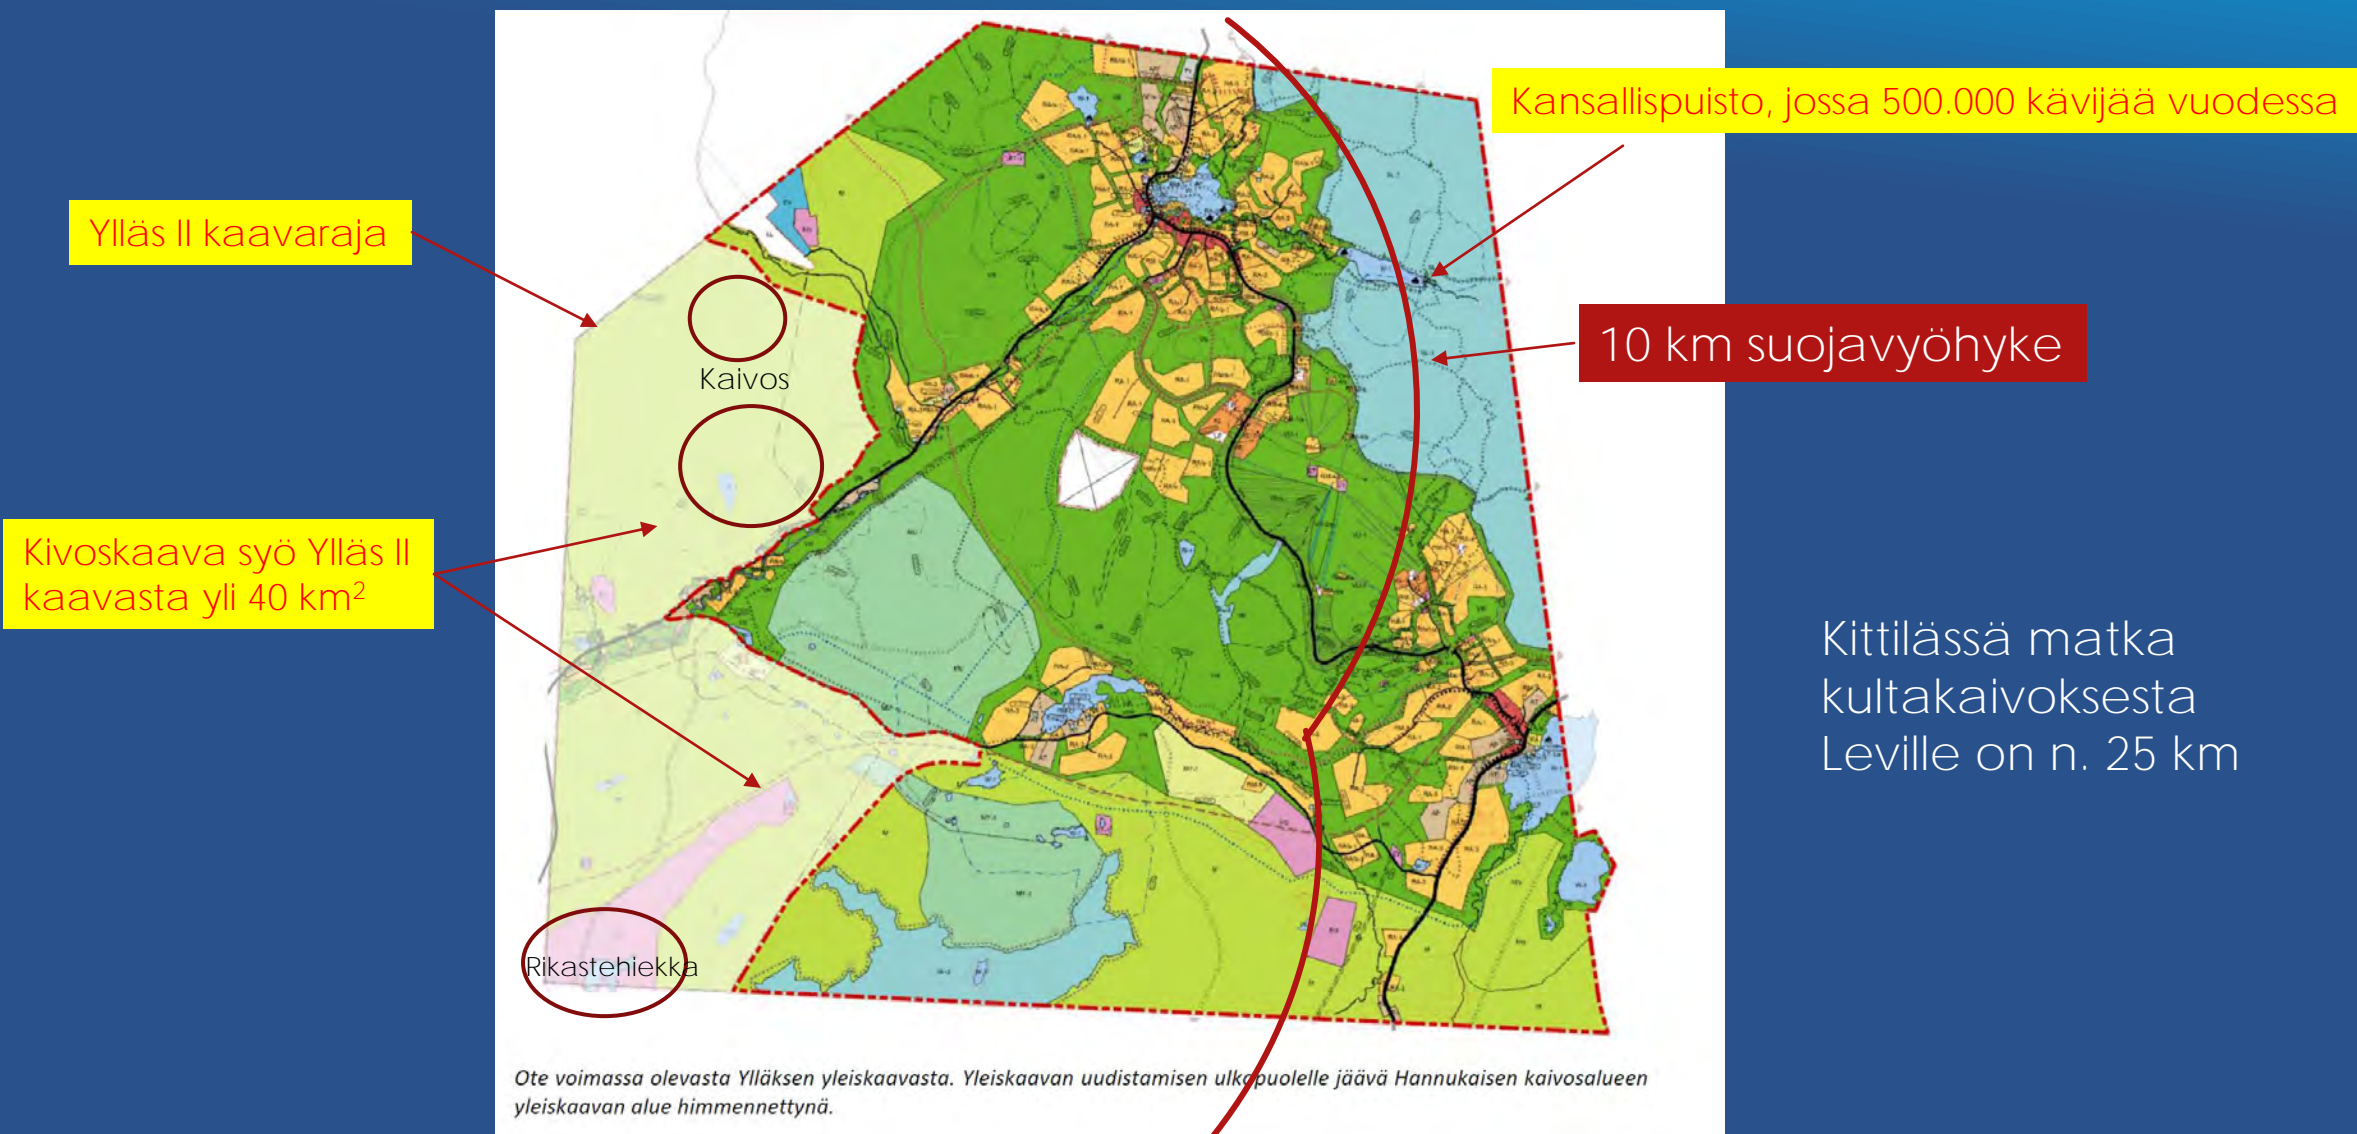 Kansallispuisto, jossa 500.000 kävijää vuodessa
Ylläs II kaavaraja
10 km suojavyöhyke
Kaivos
Kivoskaava syö Ylläs II
kaavasta yli 40 km²
Kittilässä matka
kultakaivoksesta
Leville on n. 25 km
Rikastehiekka
Ote voimassa olevasta Ylläksen yleiskaavasta. Yleiskaavan uudistamisen ulkopuolelle jäävä Hannukaisen kaivosalueen
yleiskaavan alue himmennettynä.